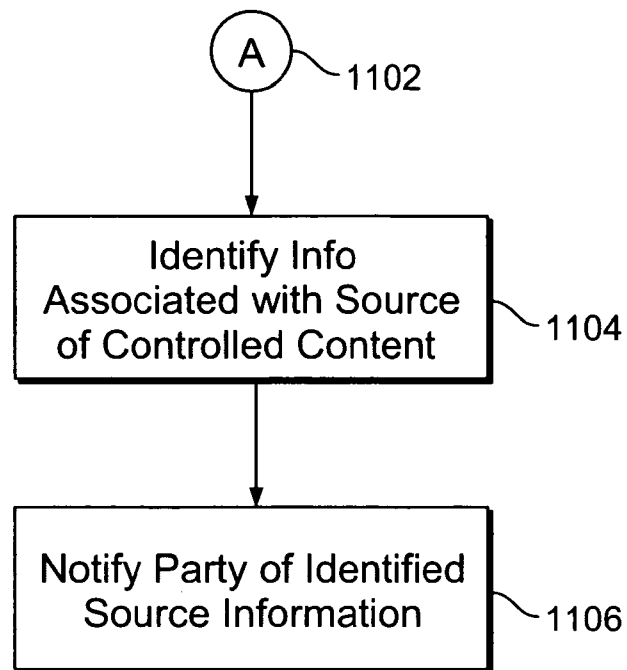 A
1102
Identify Info
Associated with Source
of Controlled Content
1104
Notify Party of Identified
Source Information
1106